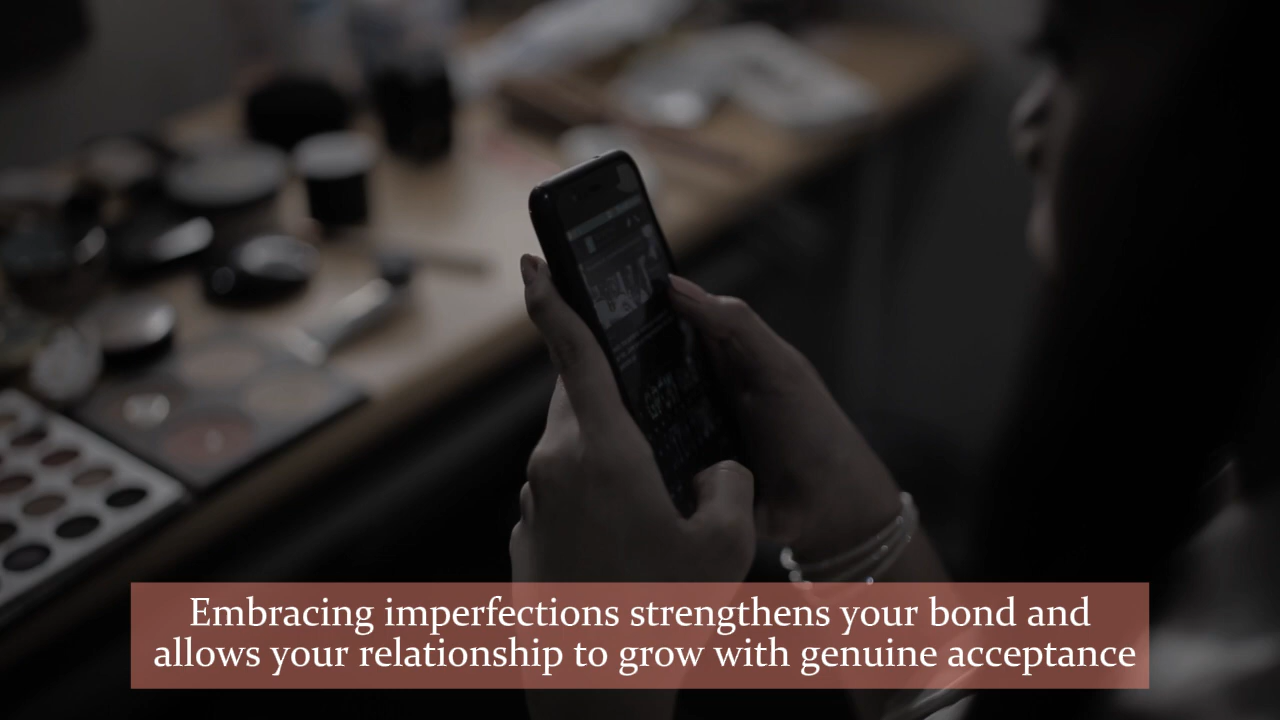 Embracing imperfections strengthens your bond and
allows your relationship to grow with genuine acceptance